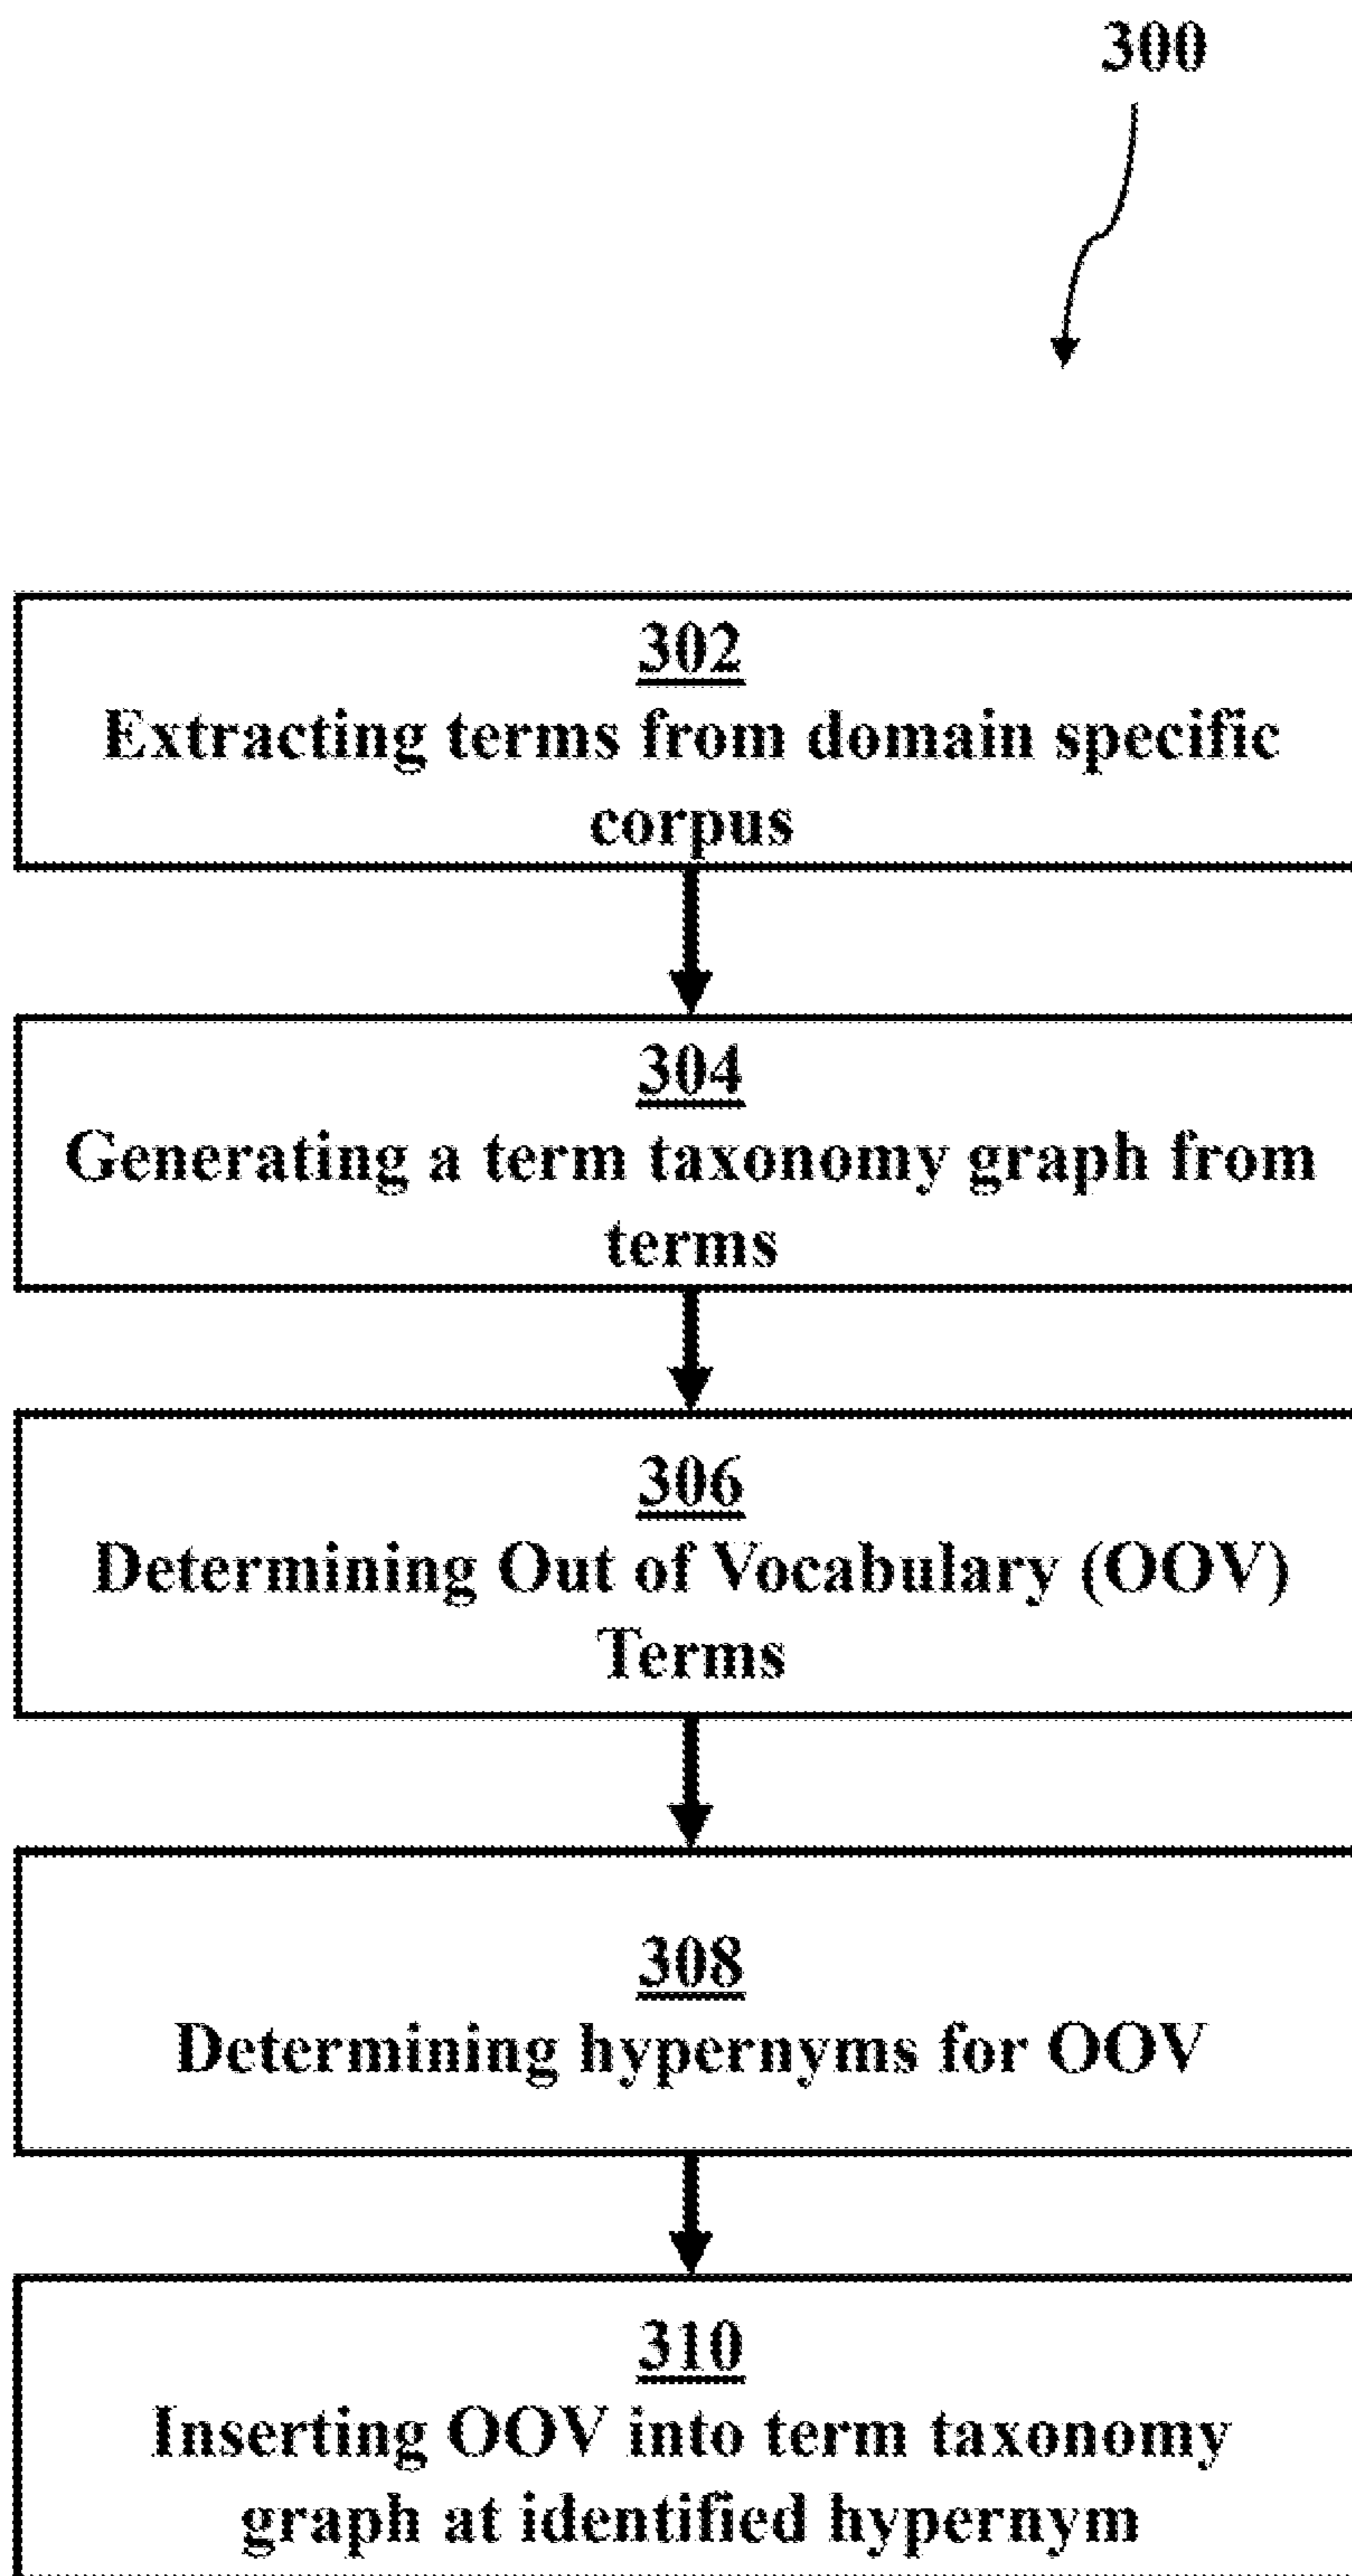 300
302
Extracting terms from domain specific
corpus
304
Generating a term taxonomy graph from
terms
306
Determining Out of Vocabulary (OOV)
Terms
308
Determining hypernyms for OOV
310
Inserting OOV into term taxonomy
graph at identified hypernym